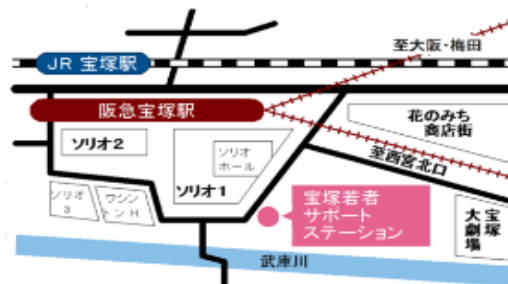 至大阪・梅田
JR 宝塚駅
阪急宝塚駅
花のみち
商店街
ソリオ2
ソリオ
ホール
至西宮北口
ソリオ1
ソリオ
3
ワシン
トンH
宝塚若者
サポート
ステーション
宝塚
大劇場
武庫川